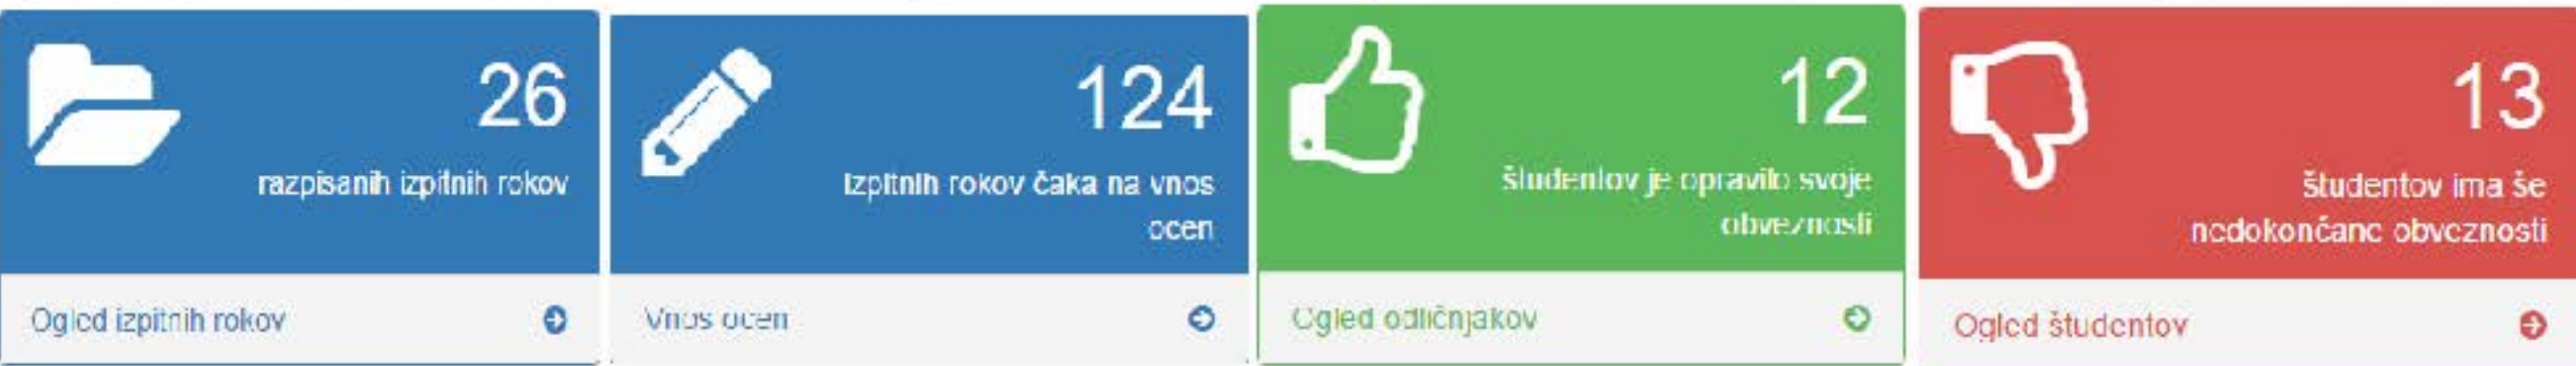 26
razpisanih izpitnih rokov
Ogled izpitnih rokov
124
izpitnih rokov čaka na vnos
ocen
Vnos ocen
12
študentov je opravilo svoje
obveznosti
Ogled odličnjakov
13
študentov ima še
nedokončane obveznosti
Ogled študentov